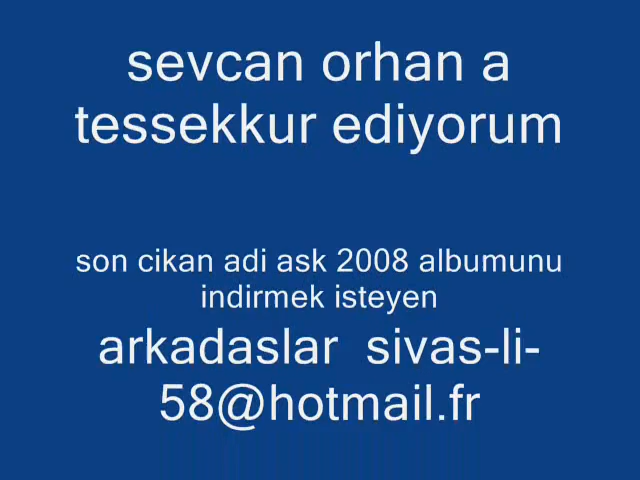 sevcan orhan a
tessekkur ediyorum
son cikan adi ask 2008 albumunu
indirmek isteyen
arkadaslar  sivas-li-
58@hotmail.fr